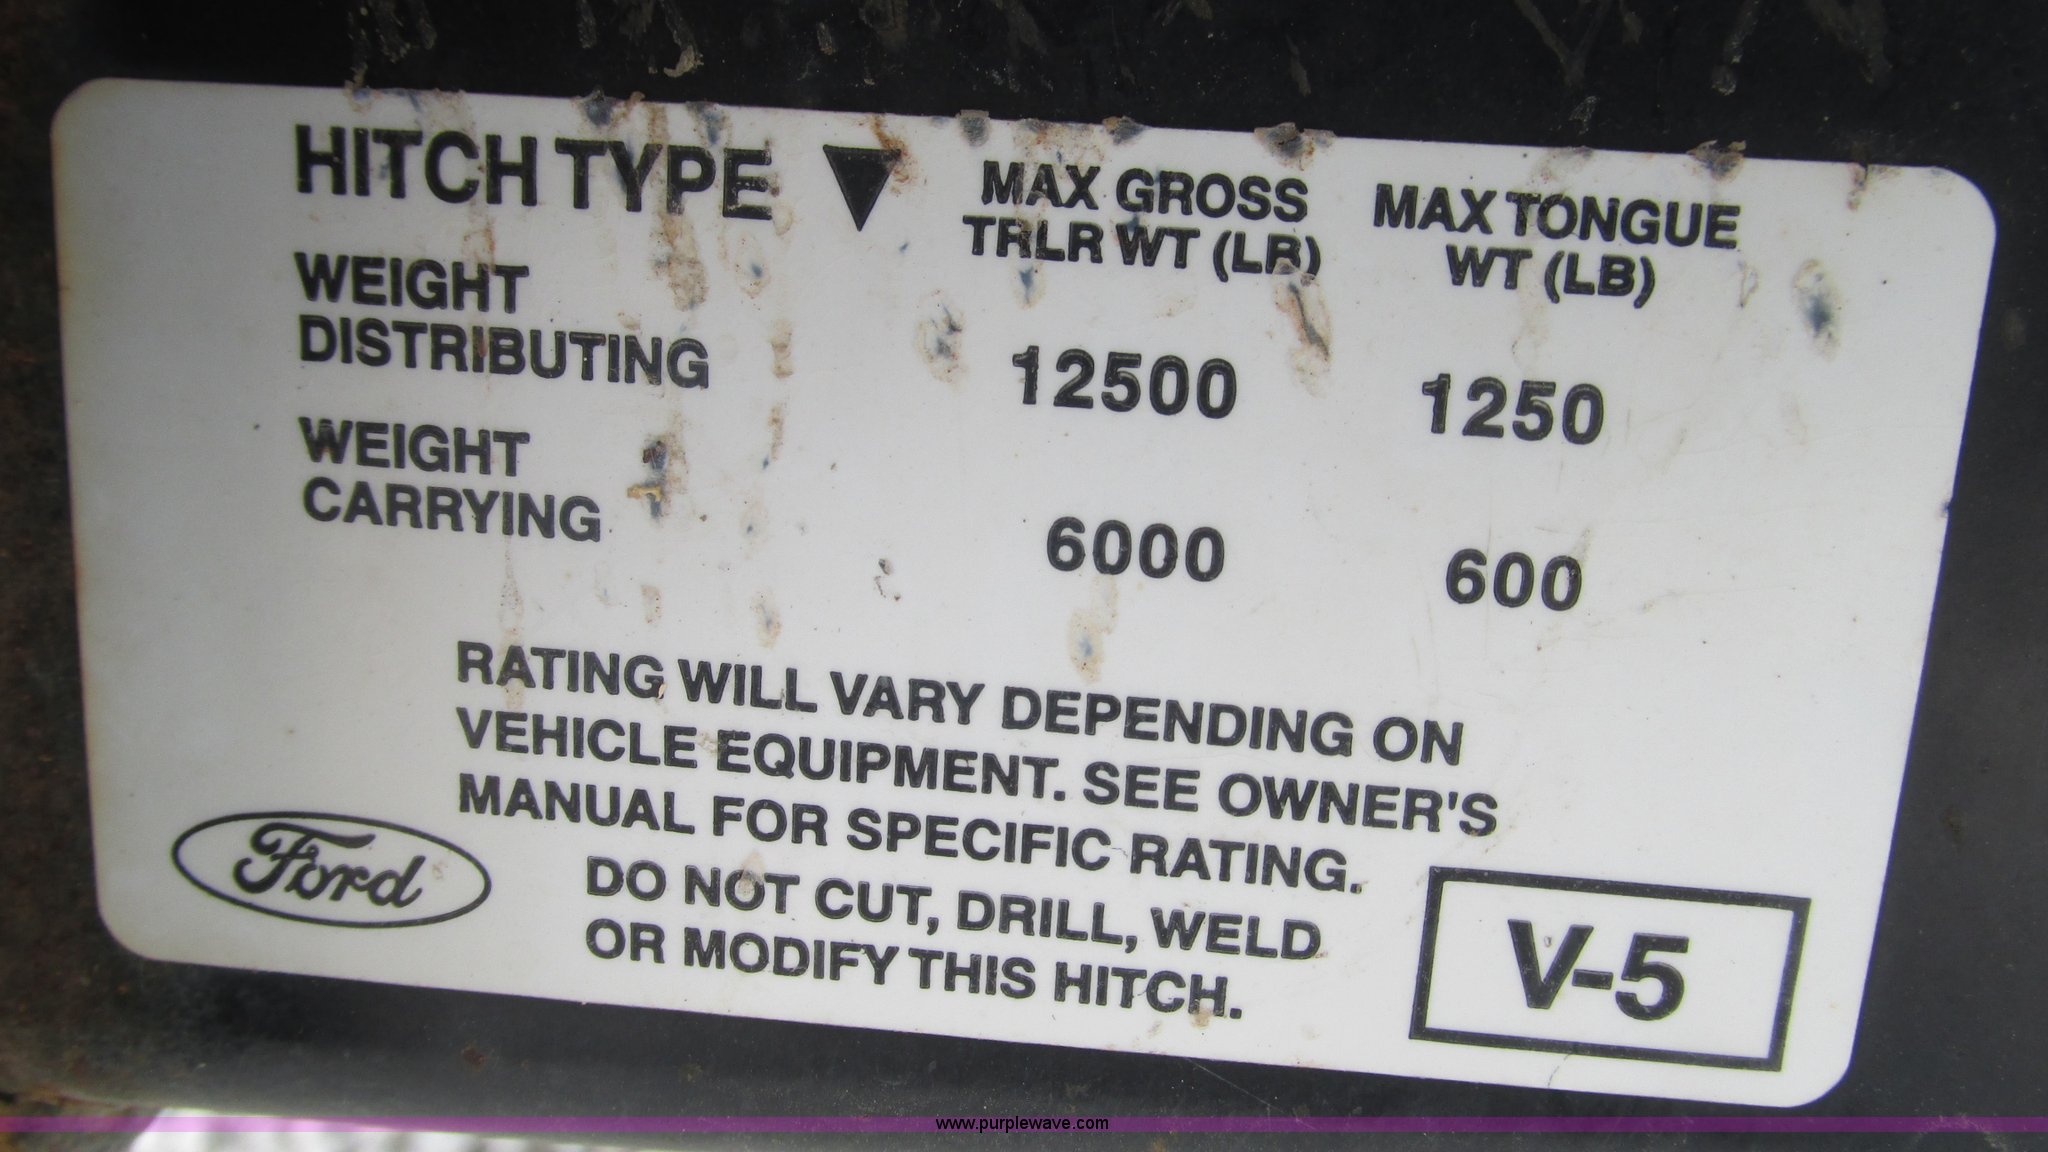 HITCH TYPE ▼ MAX GROSS TRLR WT (LB) MAX TONGUE WT (LB)
WEIGHT DISTRIBUTING 12500 1250
WEIGHT CARRYING 6000 600
RATING WILL VARY DEPENDING ON
VEHICLE EQUIPMENT. SEE OWNER'S
MANUAL FOR SPECIFIC RATING.
DO NOT CUT, DRILL, WELD
OR MODIFY THIS HITCH.
Ford
V-5
www.purplewave.com